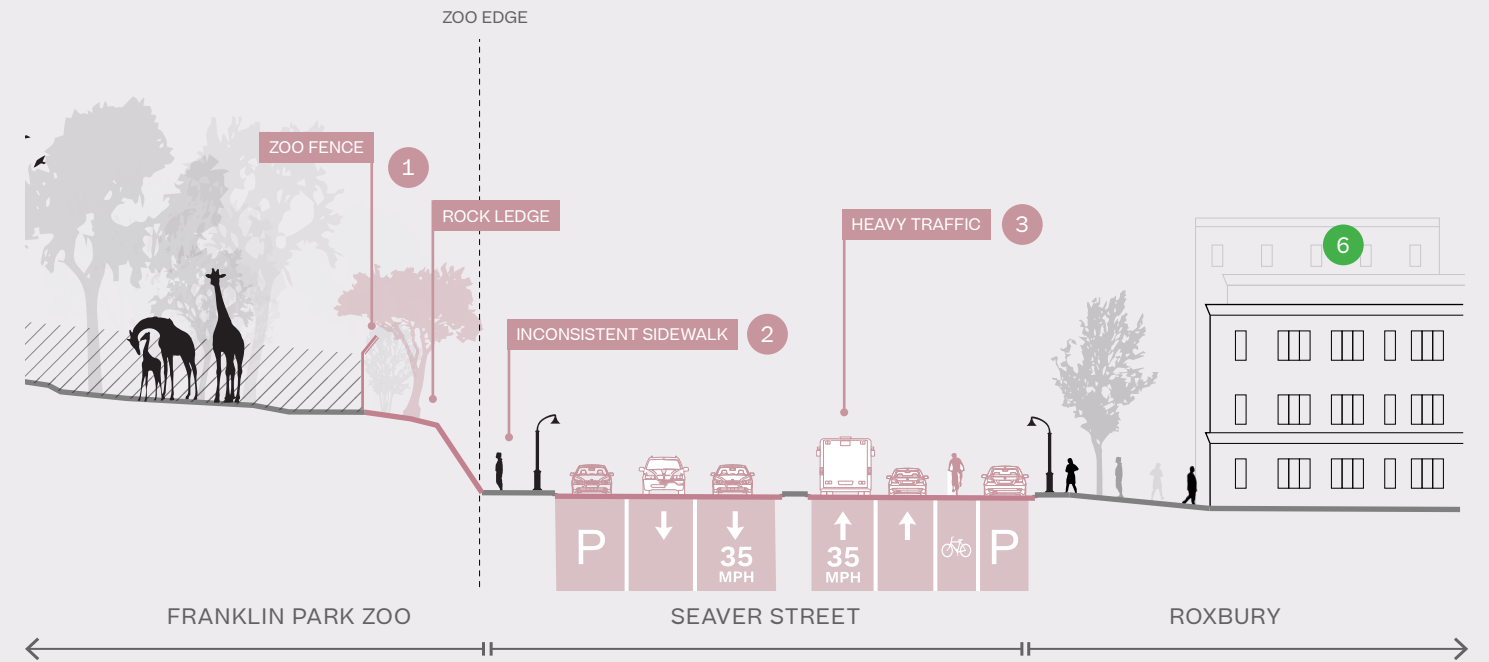 ZOO EDGE
ZOO FENCE
1
ROCK LEDGE
HEAVY TRAFFIC 3
6
INCONSISTENT SIDEWALK 2
P
35
MPH
35
MPH
P
FRANKLIN PARK ZOO
SEAVER STREET
ROXBURY